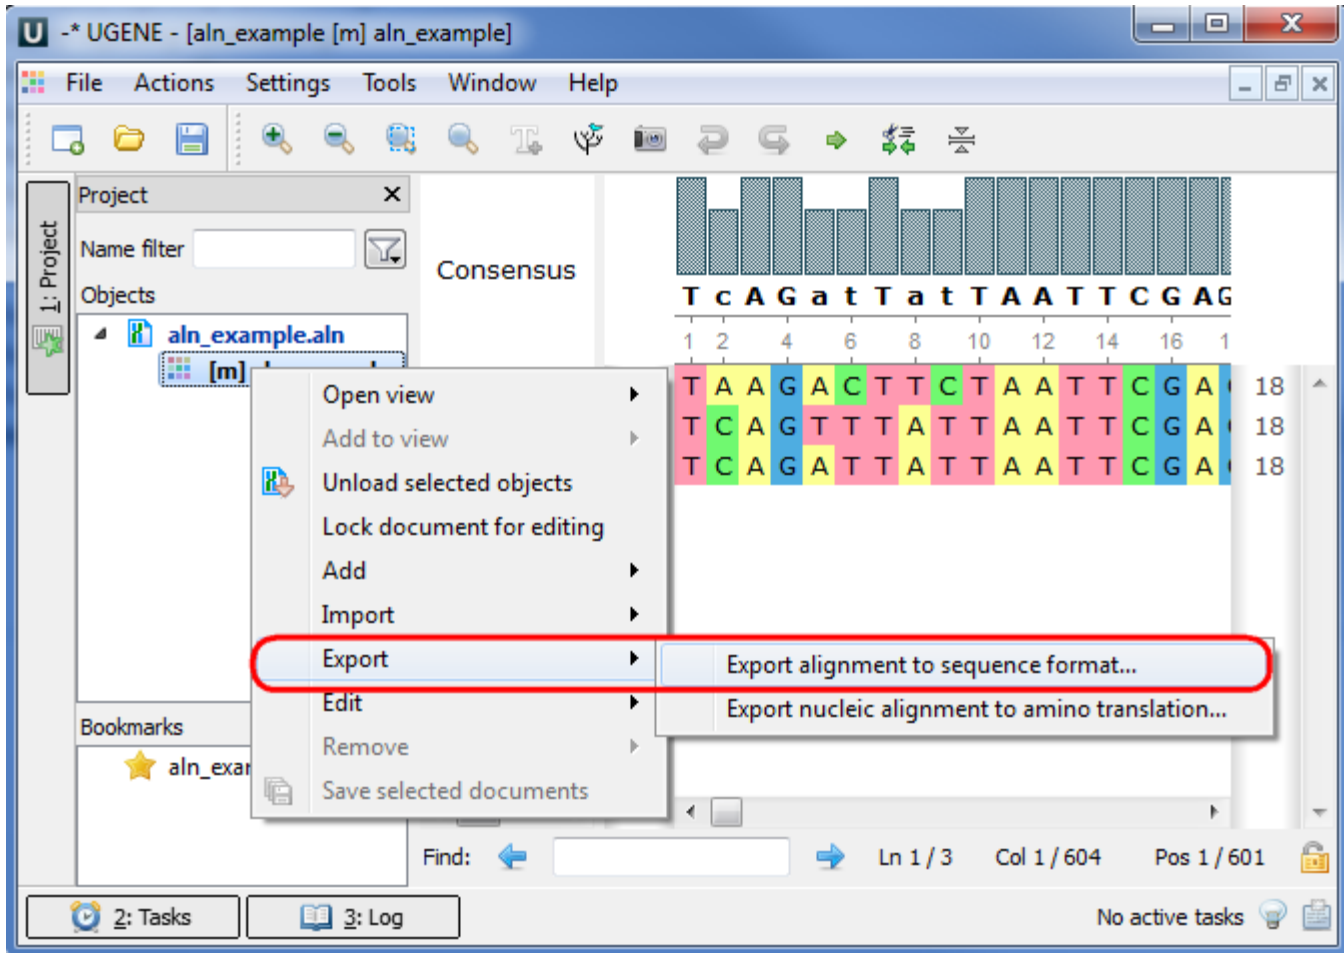 -* UGENE - [aln_example [m] aln_example]
File Actions Settings Tools Window Help
1: Project
Project
Name filter
Objects
aln_example.aln
[m]
Consensus
T c A G a t T a t T A A T T C G A G
1 2 4 6 8 10 12 14 16 1
T A A G A C T T C T A A T T C G A 18
T C A G T T T A T T A A T T C G A 18
T C A G A T T A T T A A T T C G A 18
Open view
Add to view
Unload selected objects
Lock document for editing
Add
Import
Export
Edit
Remove
Save selected documents
Export alignment to sequence format...
Export nucleic alignment to amino translation...
Bookmarks
aln_exa
Find:
Ln 1 / 3 Col 1 / 604 Pos 1 / 601
2: Tasks 3: Log
No active tasks